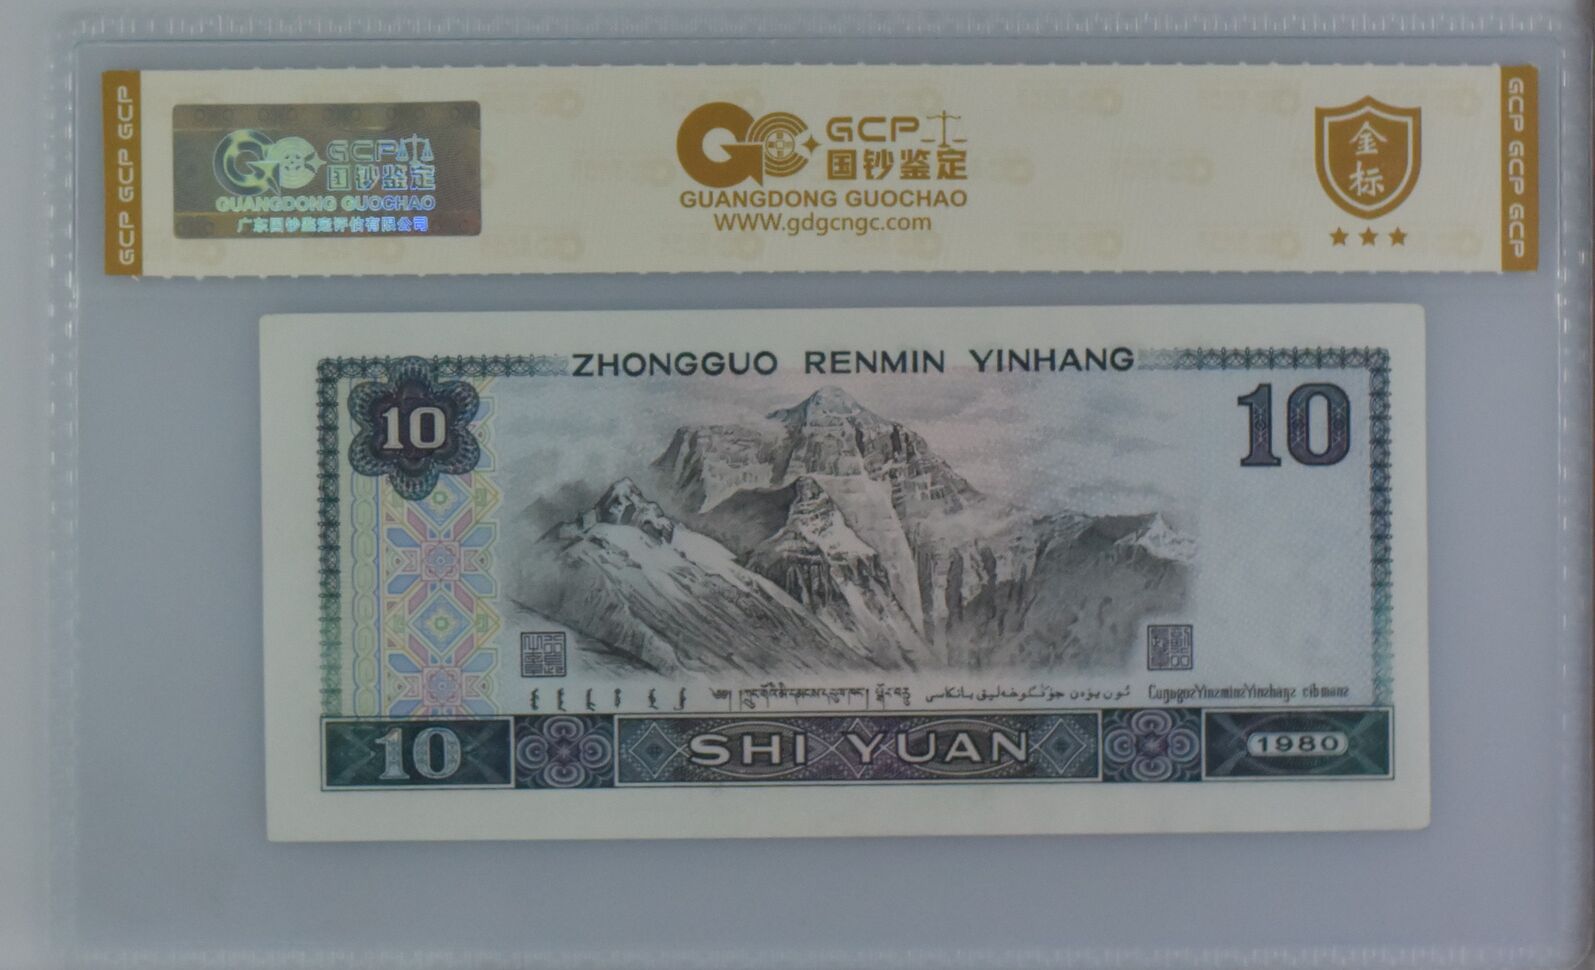 GCP GCP GCP
GCP
国钞鉴定
GUANGDONG GUOCHAO
广东国钞鉴定评估有限公司
GCP
国钞鉴定
GUANGDONG GUOCHAO
WWW.gdgcngc.com
金标
GCP GCP GCP
ZHONGGUO RENMIN YINHANG
10
10
10
SHI YUAN
1980